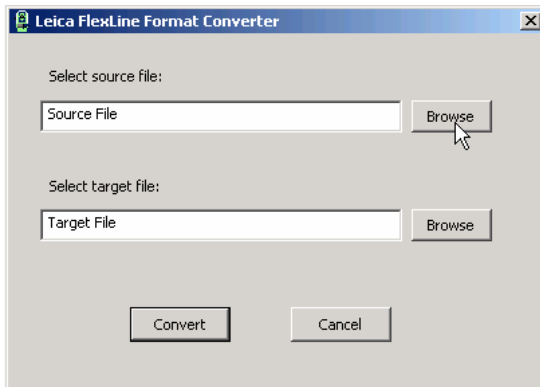 Leica FlexLine Format Converter
Select source file:
Source File
Browse
Select target file:
Target File
Browse
Convert
Cancel